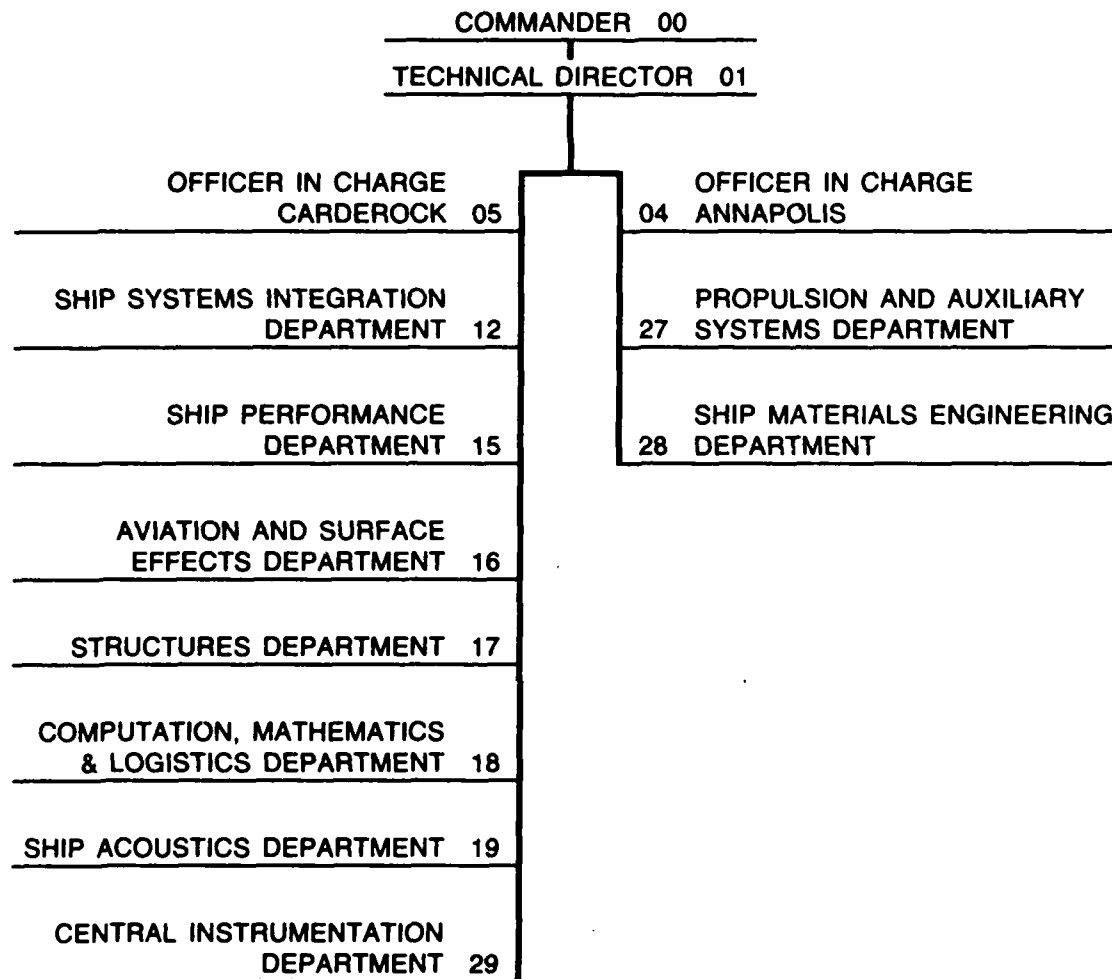 COMMANDER 00
TECHNICAL DIRECTOR 01
OFFICER IN CHARGE
CARDEROCK 05
OFFICER IN CHARGE
04 ANNAPOLIS
SHIP SYSTEMS INTEGRATION
DEPARTMENT 12
PROPULSION AND AUXILIARY
27 SYSTEMS DEPARTMENT
SHIP PERFORMANCE
DEPARTMENT 15
SHIP MATERIALS ENGINEERING
28 DEPARTMENT
AVIATION AND SURFACE
EFFECTS DEPARTMENT 16
STRUCTURES DEPARTMENT 17
COMPUTATION, MATHEMATICS
& LOGISTICS DEPARTMENT 18
SHIP ACOUSTICS DEPARTMENT 19
CENTRAL INSTRUMENTATION
DEPARTMENT 29